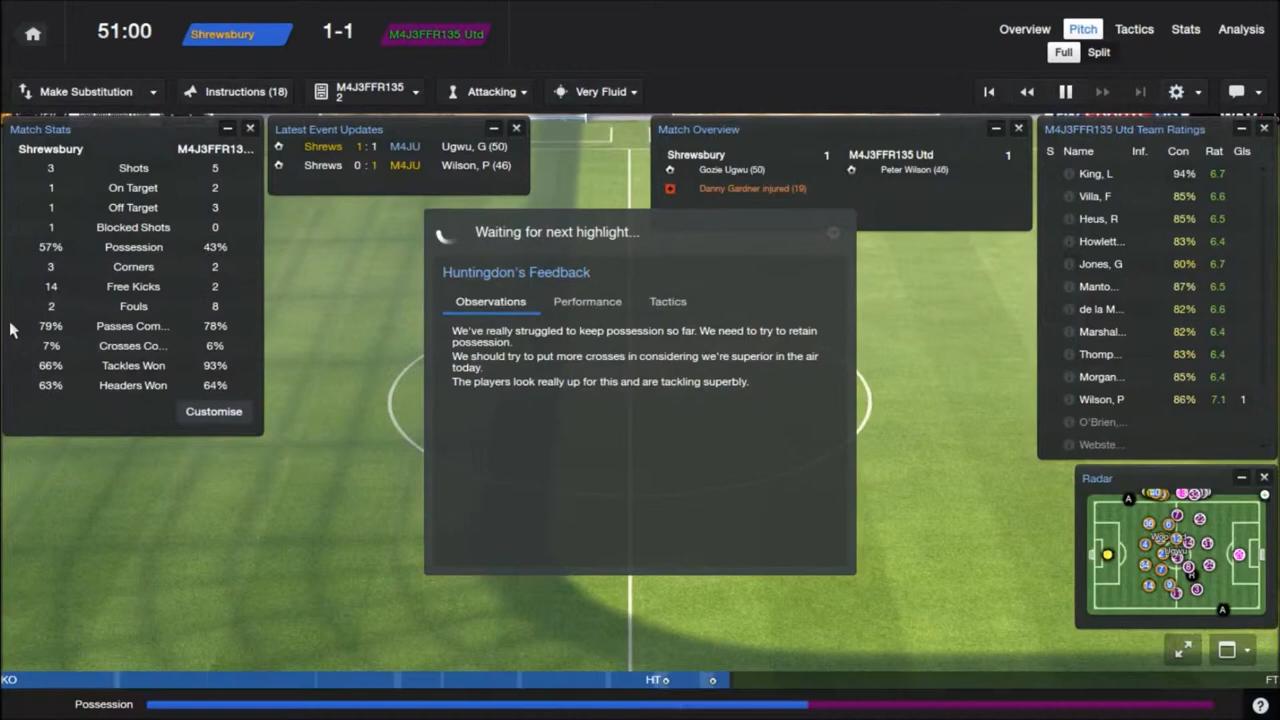 51:00
Shrewsbury
1-1
M4J3FFR135 Utd
Overview
Pitch
Tactics
Stats
Analysis
Full
Split
Make Substitution
Instructions (18)
M4J3FFR135
2
Attacking
Very Fluid
Match Stats
Shrewsbury M4J3FFR13...
3 Shots 5
1 On Target 2
1 Off Target 3
1 Blocked Shots 0
57% Possession 43%
3 Corners 2
14 Free Kicks 2
2 Fouls 8
79% Passes Com... 78%
7% Crosses Co... 6%
66% Tackles Won 93%
63% Headers Won 64%
Customise
Latest Event Updates
Shrews 1 : 1 M4JU Ugwu, G (50)
Shrews 0 : 1 M4JU Wilson, P (46)
Match Overview
Shrewsbury 1 M4J3FFR135 Utd 1
Gozie Ugwu (50) Peter Wilson (46)
Danny Gardner injured (19)
Waiting for next highlight...
Huntingdon's Feedback
Observations Performance Tactics
We've really struggled to keep possession so far. We need to try to retain
possession.
We should try to put more crosses in considering we're superior in the air
today.
The players look really up for this and are tackling superbly.
M4J3FFR135 Utd Team Ratings
S Name Inf. Con Rat Gls
King, L 94% 6.7
Villa, F 85% 6.6
Heus, R 85% 6.5
Howlett... 83% 6.4
Jones, G 80% 6.7
Manto... 87% 6.5
de la M... 82% 6.6
Marshal... 82% 6.4
Thomp... 83% 6.4
Morgan... 85% 6.4
Wilson, P 86% 7.1 1
O'Brien,...
Webste...
Radar
A
Ugwu
R
A
KO
HT
FT
Possession
?